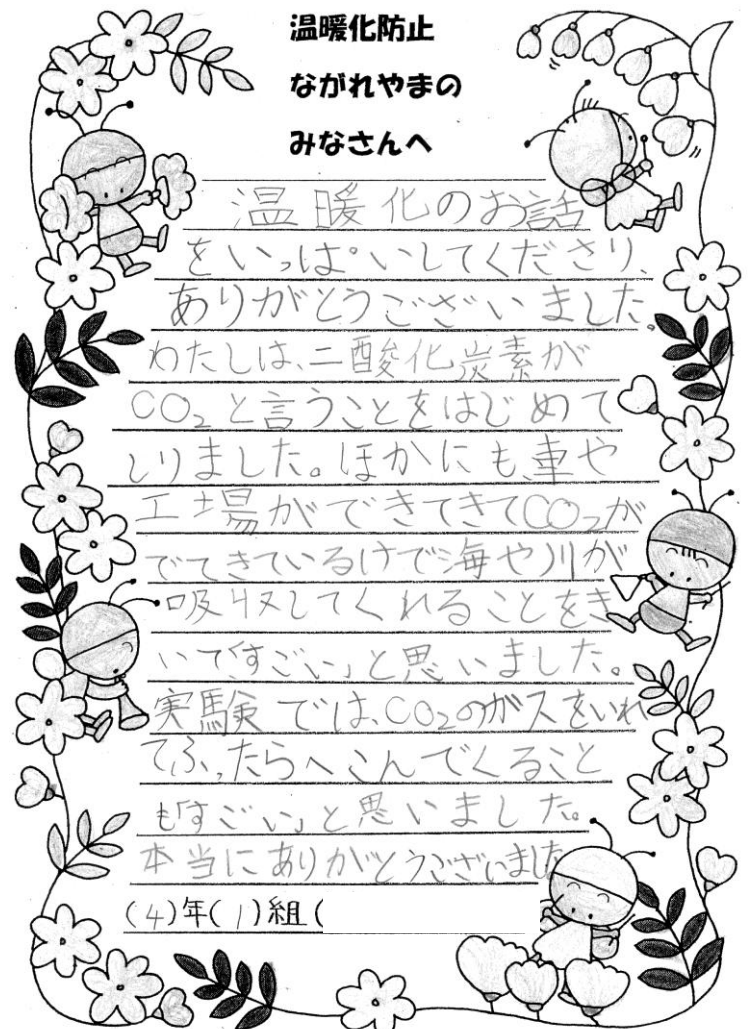 温暖化防止
ながれやまの
みなさんへ
温暖化のお話
をいっぱいしてくださり、
ありがとうございました。
わたしは、二酸化炭素が
CO₂と言うことをはじめて
しりました。ほかにも、車や
工場ができてきてCO₂が
でてきているけで海や川が
吸収してくれることをき
いて「すごい」と思いました。
実験では、CO₂のガスをいれ
てふったらへこんでくること
も「すごい」と思いました。
本当にありがとうございました
(4)年(1)組(